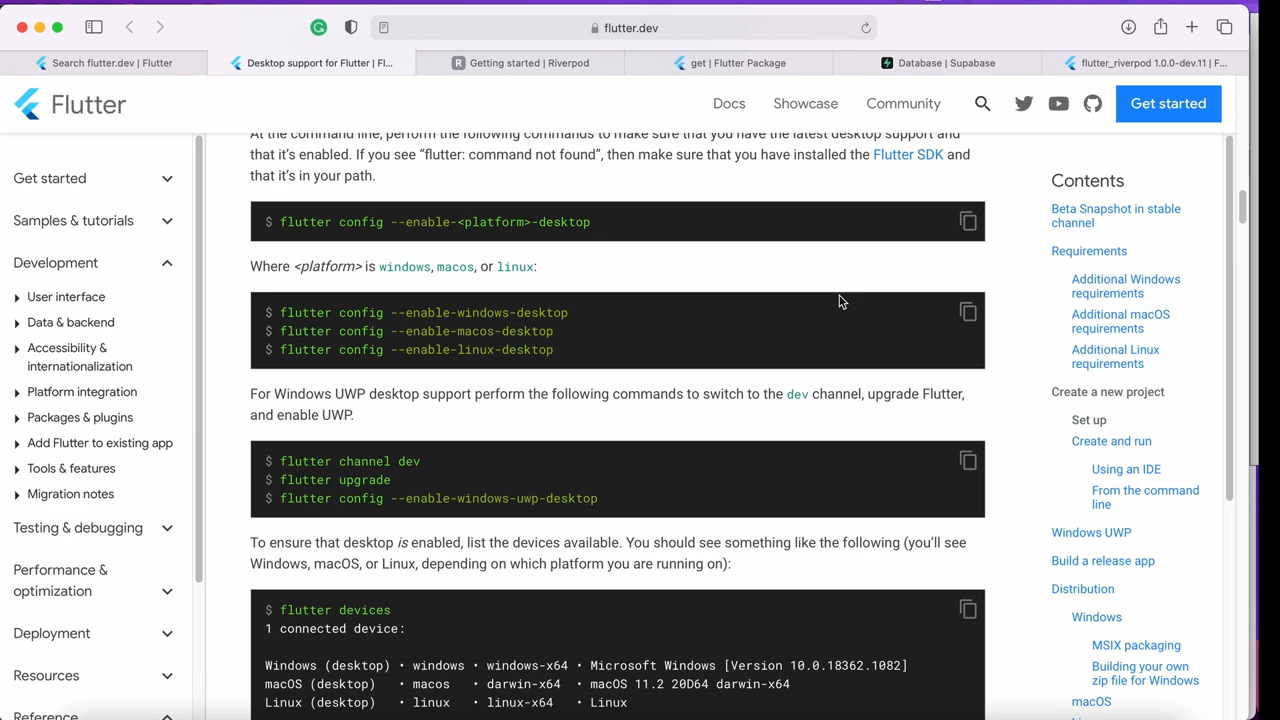 flutter.dev
Search flutter.dev | Flutter
Desktop support for Flutter | Fl...
R Getting started | Riverpod
get | Flutter Package
Database | Supabase
flutter_riverpod 1.0.0-dev.11 | F...
Flutter
Docs
Showcase
Community
Get started
Get started
Samples & tutorials
Development
User interface
Data & backend
Accessibility &
internationalization
Platform integration
Packages & plugins
Add Flutter to existing app
Tools & features
Migration notes
Testing & debugging
Performance &
optimization
Deployment
Resources
Reference
At the command line, perform the following commands to make sure that you have the latest desktop support and
that it's enabled. If you see “flutter: command not found”, then make sure that you have installed the Flutter SDK and
that it's in your path.
$ flutter config --enable-<platform>-desktop
Where <platform> is windows, macos, or linux:
$ flutter config --enable-windows-desktop
$ flutter config --enable-macos-desktop
$ flutter config --enable-linux-desktop
For Windows UWP desktop support perform the following commands to switch to the dev channel, upgrade Flutter,
and enable UWP.
$ flutter channel dev
$ flutter upgrade
$ flutter config --enable-windows-uwp-desktop
To ensure that desktop is enabled, list the devices available. You should see something like the following (you'll see
Windows, macOS, or Linux, depending on which platform you are running on):
$ flutter devices
1 connected device:
Windows (desktop) • windows • windows-x64 • Microsoft Windows [Version 10.0.18362.1082]
macOS (desktop) • macos • darwin-x64 • macOS 11.2 20D64 darwin-x64
Linux (desktop) • linux • linux-x64 • Linux
Contents
Beta Snapshot in stable
channel
Requirements
Additional Windows
requirements
Additional macOS
requirements
Additional Linux
requirements
Create a new project
Set up
Create and run
Using an IDE
From the command
line
Windows UWP
Build a release app
Distribution
Windows
MSIX packaging
Building your own
zip file for Windows
macOS